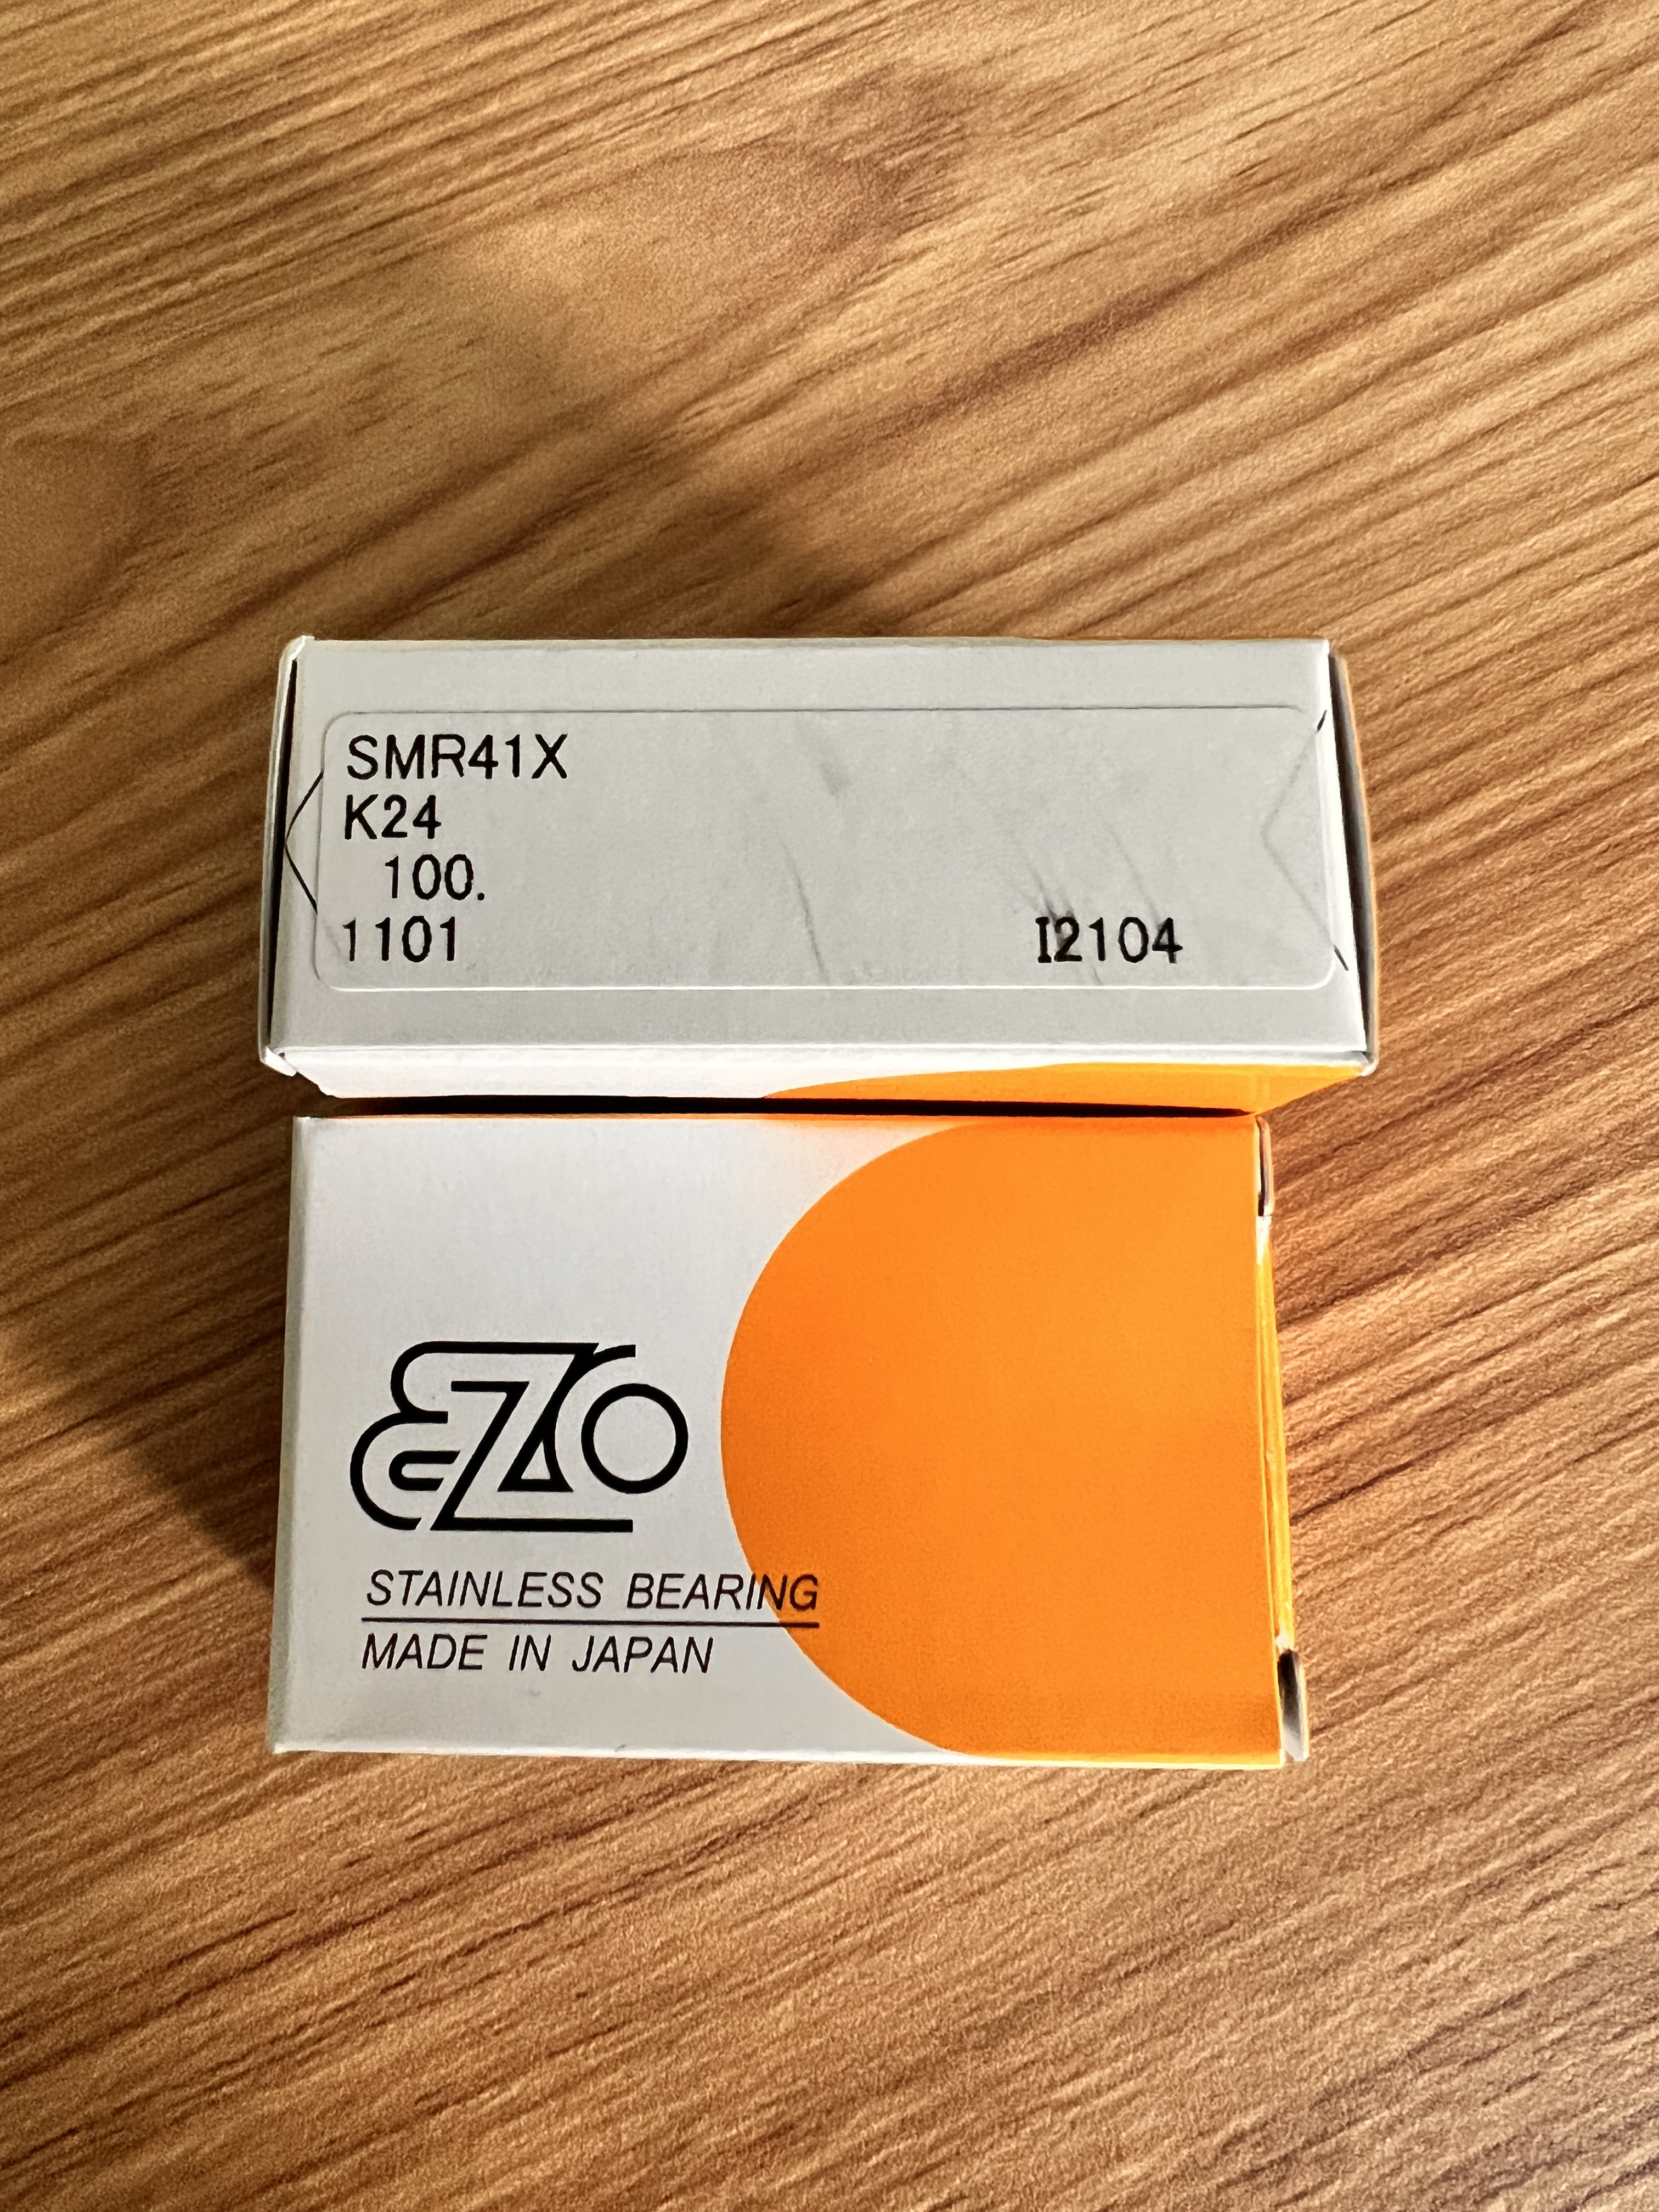 SMR41X
K24
100.
1101 I2104
EZO
STAINLESS BEARING
MADE IN JAPAN